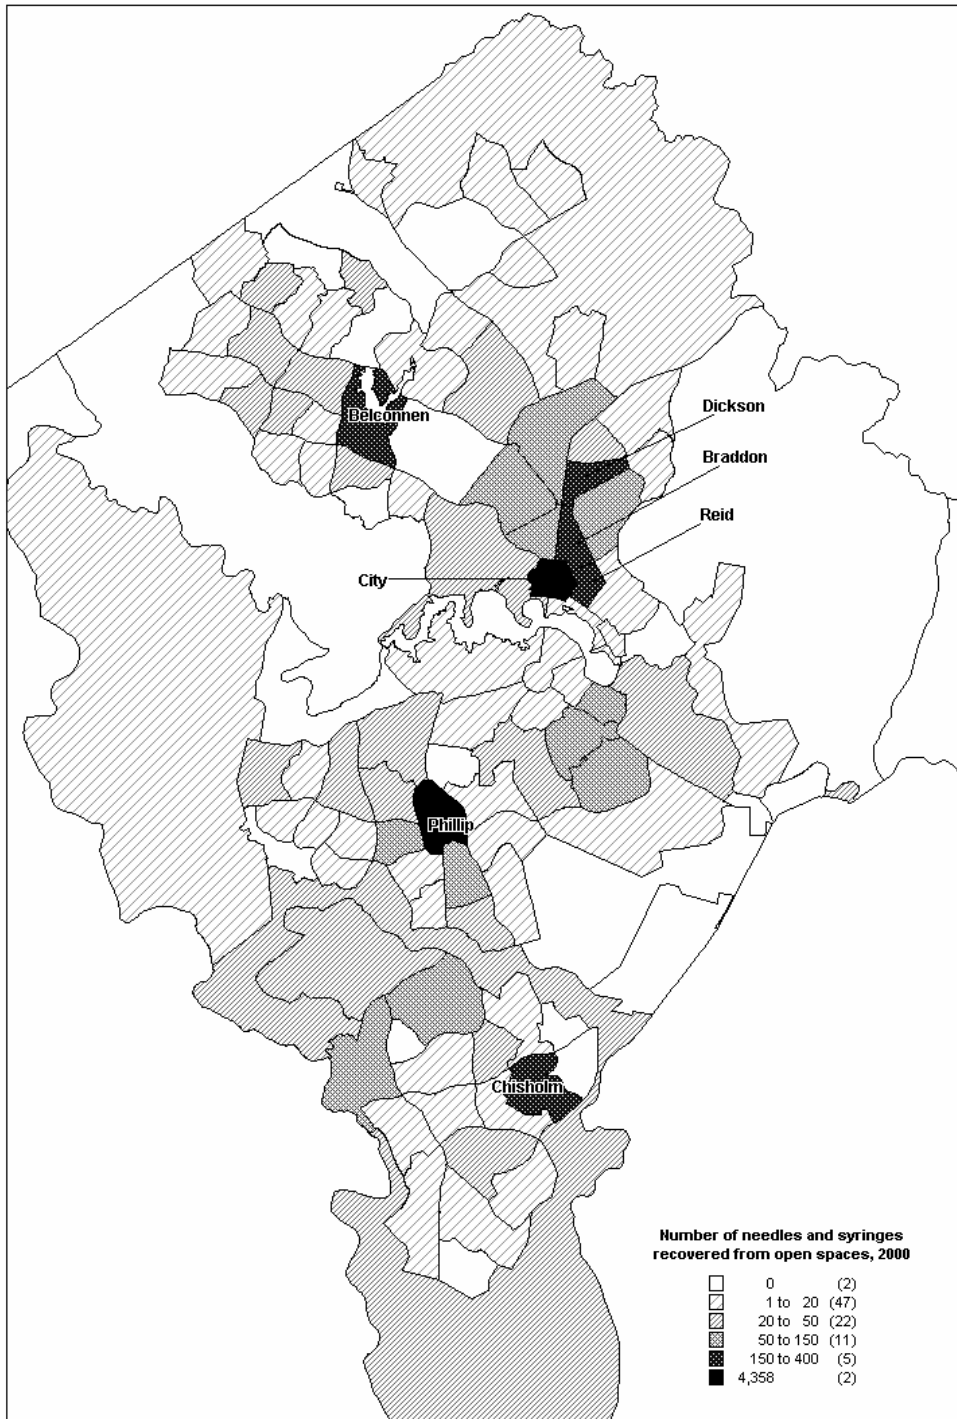 Dickson
Braddon
Belconnen
Reid
City
Phillip
Chisholm
Number of needles and syringes
recovered from open spaces, 2000
0 (2)
1 to 20 (47)
20 to 50 (22)
50 to 150 (11)
150 to 400 (5)
4,358 (2)